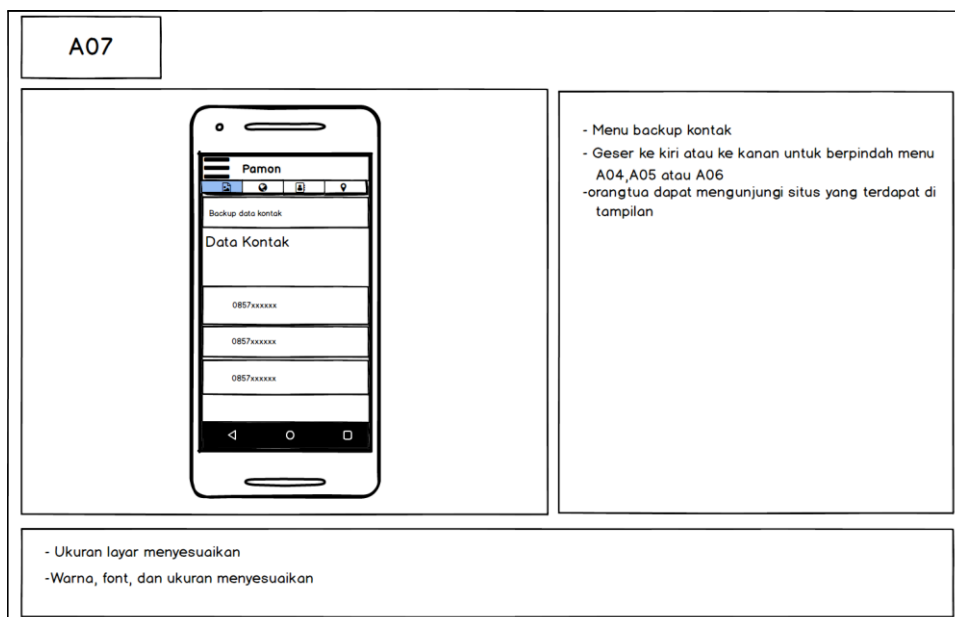 A07
Pamon
Backup data kontak
Data Kontak
0857xxxxxx
0857xxxxxx
0857xxxxxx
- Menu backup kontak
- Geser ke kiri atau ke kanan untuk berpindah menu
A04,A05 atau A06
-orangtua dapat mengunjungi situs yang terdapat di
tampilan
- Ukuran layar menyesuaikan
-Warna, font, dan ukuran menyesuaikan